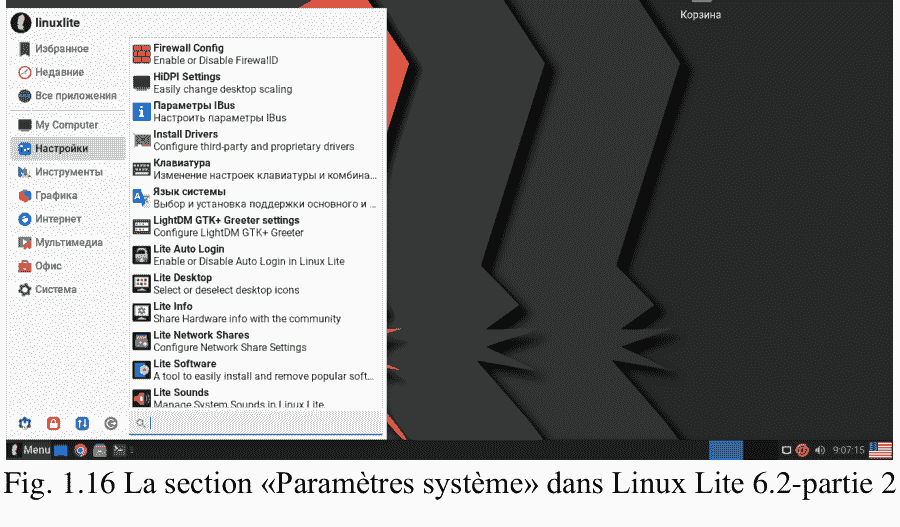 Корзина
linuxlite
Избранное
Недавние
Все приложения
My Computer
Настройки
Инструменты
Графика
Интернет
Мультимедиа
Офис
Система
Firewall Config
Enable or Disable FirewallD
HiDPI Settings
Easily change desktop scaling
Параметры IBus
Настроить параметры IBus
Install Drivers
Configure third-party and proprietary drivers
Клавиатура
Изменение настроек клавиатуры и комбина...
Язык системы
Выбор и установка поддержки основного и ...
LightDM GTK+ Greeter settings
Configure LightDM GTK+ Greeter
Lite Auto Login
Enable or Disable Auto Login in Linux Lite
Lite Desktop
Select or deselect desktop icons
Lite Info
Share Hardware info with the community
Lite Network Shares
Configure Network Share Settings
Lite Software
A tool to easily install and remove popular soft...
Lite Sounds
Manage System Sounds in Linux Lite.
Menu
9:07:15
Fig. 1.16 La section «Paramètres système» dans Linux Lite 6.2-partie 2